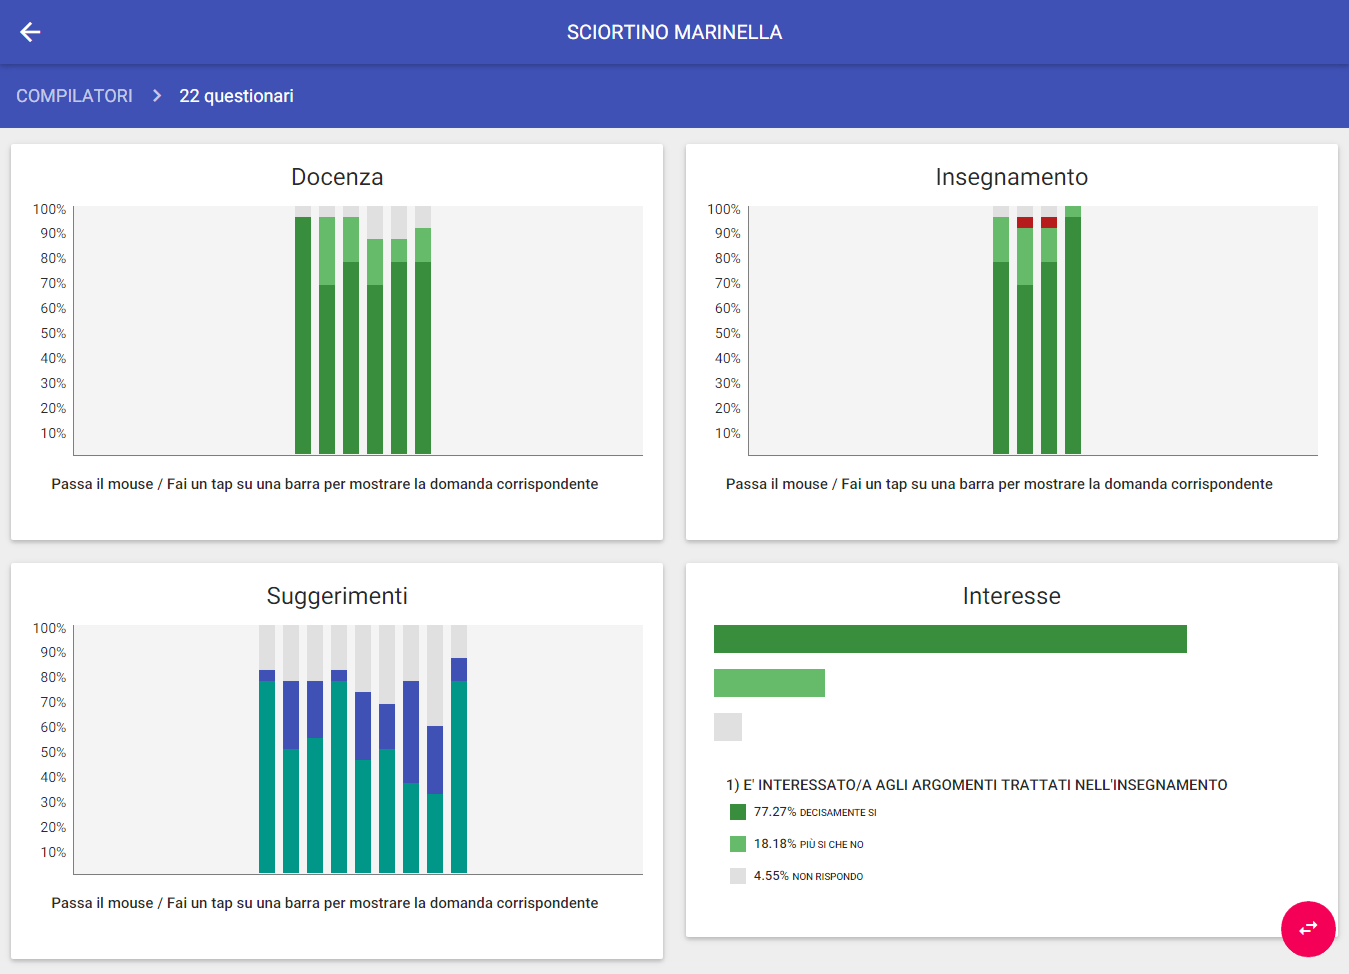 SCIORTINO MARINELLA
COMPILATORI > 22 questionari
Docenza
100%
90%
80%
70%
60%
50%
40%
30%
20%
10%
Passa il mouse / Fai un tap su una barra per mostrare la domanda corrispondente
Insegnamento
100%
90%
80%
70%
60%
50%
40%
30%
20%
10%
Passa il mouse / Fai un tap su una barra per mostrare la domanda corrispondente
Suggerimenti
100%
90%
80%
70%
60%
50%
40%
30%
20%
10%
Passa il mouse / Fai un tap su una barra per mostrare la domanda corrispondente
Interesse
1) E' INTERESSATO/A AGLI ARGOMENTI TRATTATI NELL'INSEGNAMENTO
77.27% DECISAMENTE SI
18.18% PIÙ SI CHE NO
4.55% NON RISPONDO